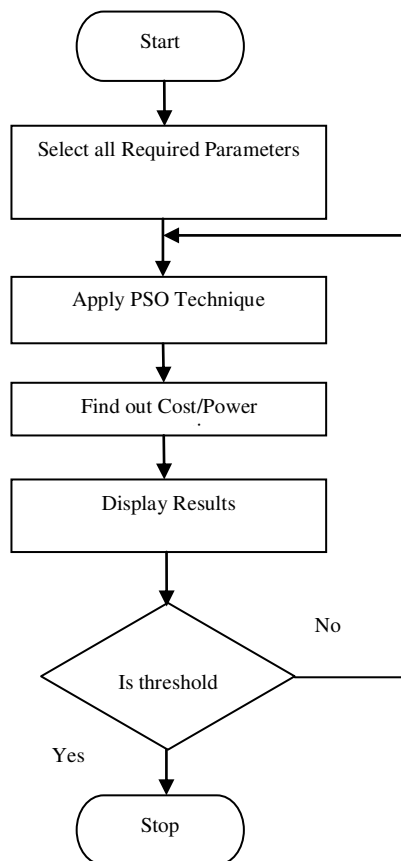 Start
Select all Required Parameters
Apply PSO Technique
Find out Cost/Power
.
Display Results
No
Is threshold
Yes
Stop